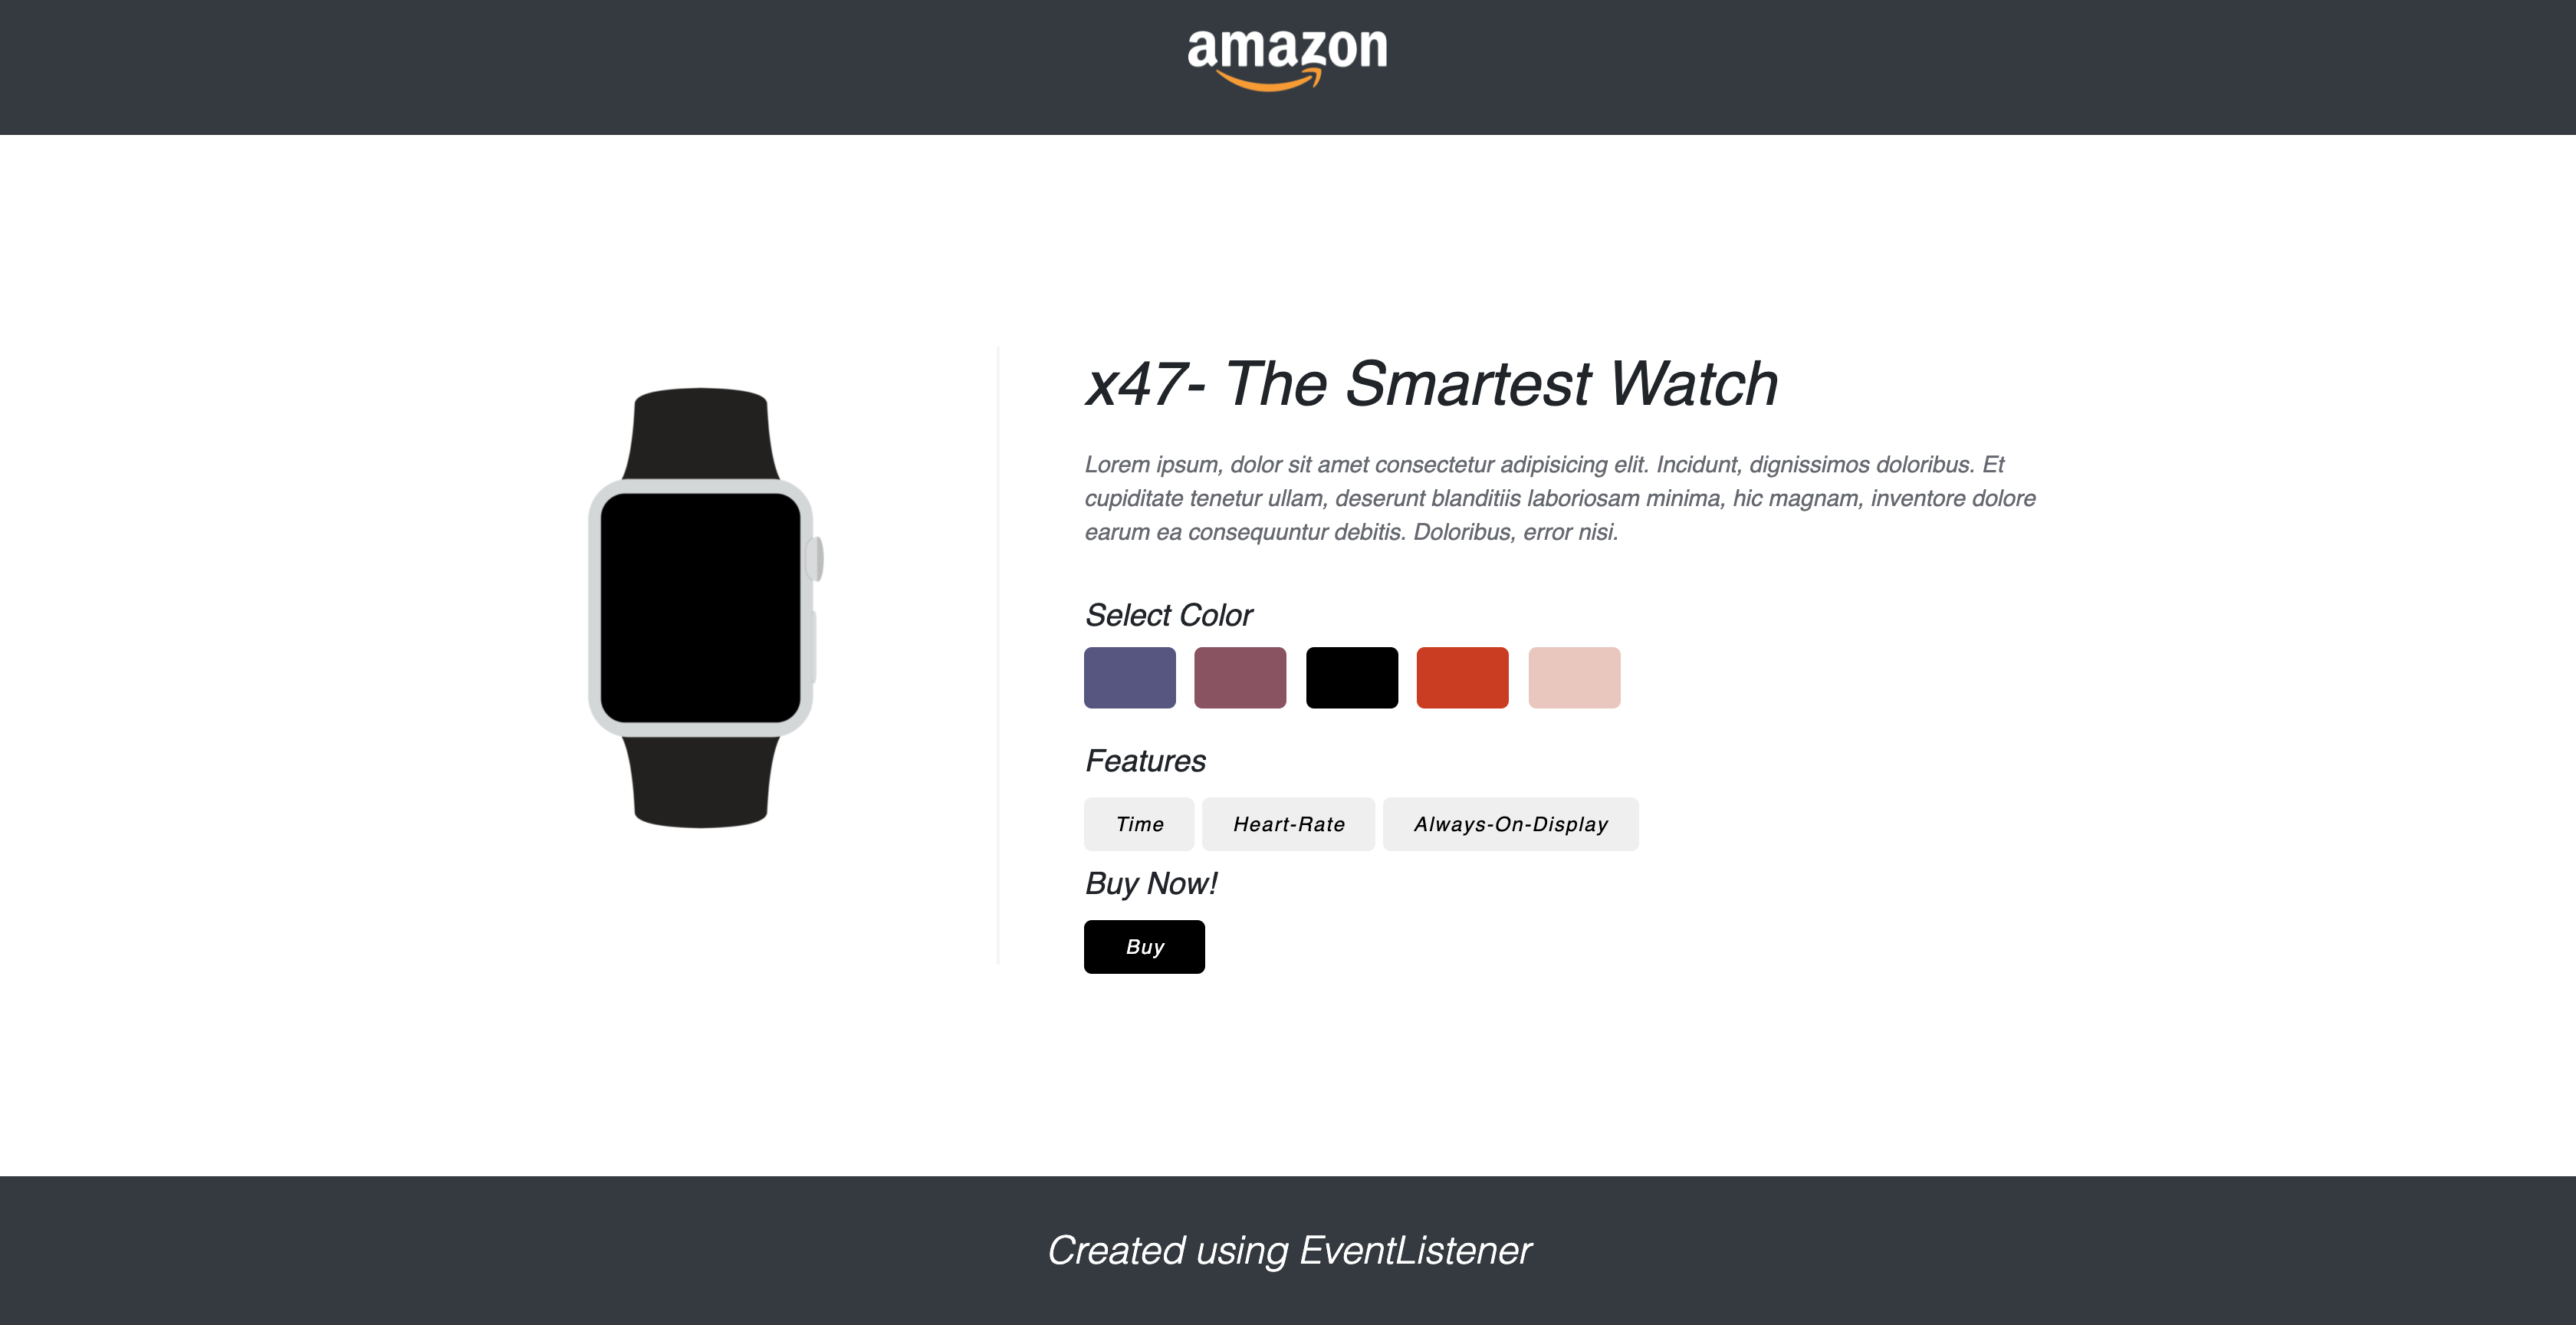 amazon
x47- The Smartest Watch
Lorem ipsum, dolor sit amet consectetur adipisicing elit. Incidunt, dignissimos doloribus. Et
cupiditate tenetur ullam, deserunt blanditiis laboriosam minima, hic magnam, inventore dolore
earum ea consequuntur debitis. Doloribus, error nisi.
Select Color
Features
Time Heart-Rate Always-On-Display
Buy Now!
Buy
Created using EventListener